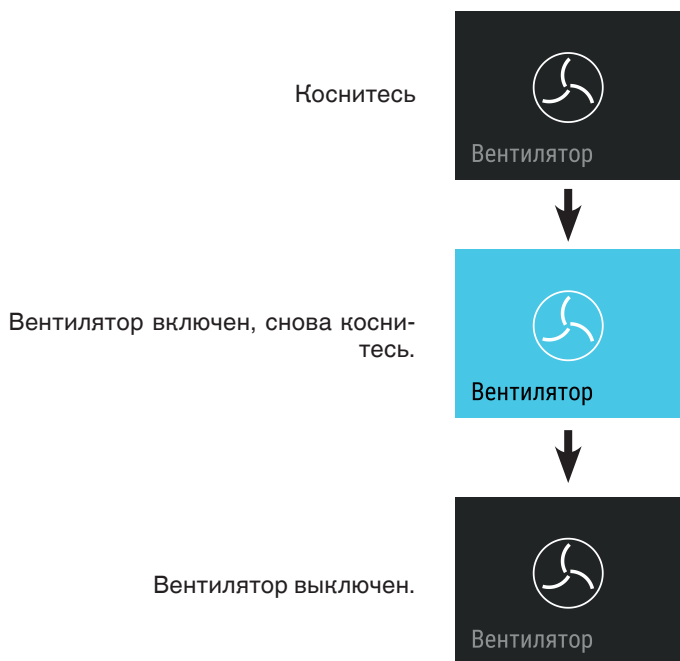 Коснитесь
Вентилятор
Вентилятор включен, снова косни-
тесь.
Вентилятор
Вентилятор выключен.
Вентилятор